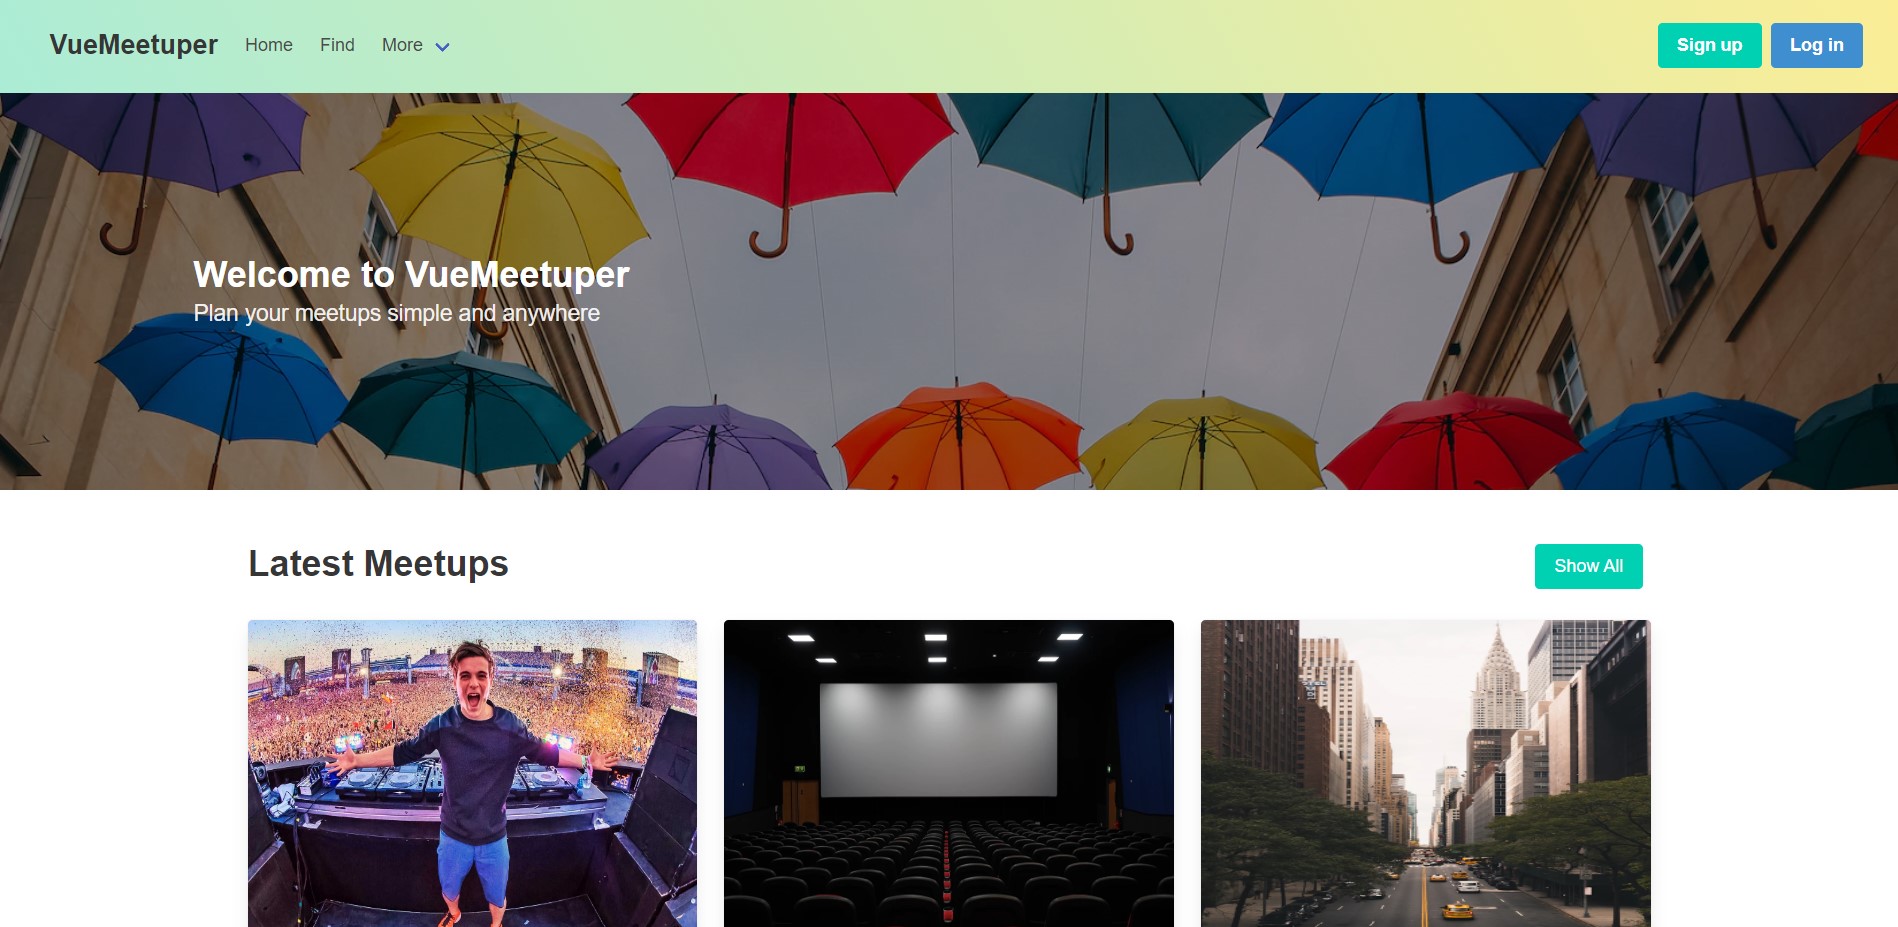 VueMeetuper
Home
Find
More
Sign up
Log in
Welcome to VueMeetuper
Plan your meetups simple and anywhere
Latest Meetups
Show All